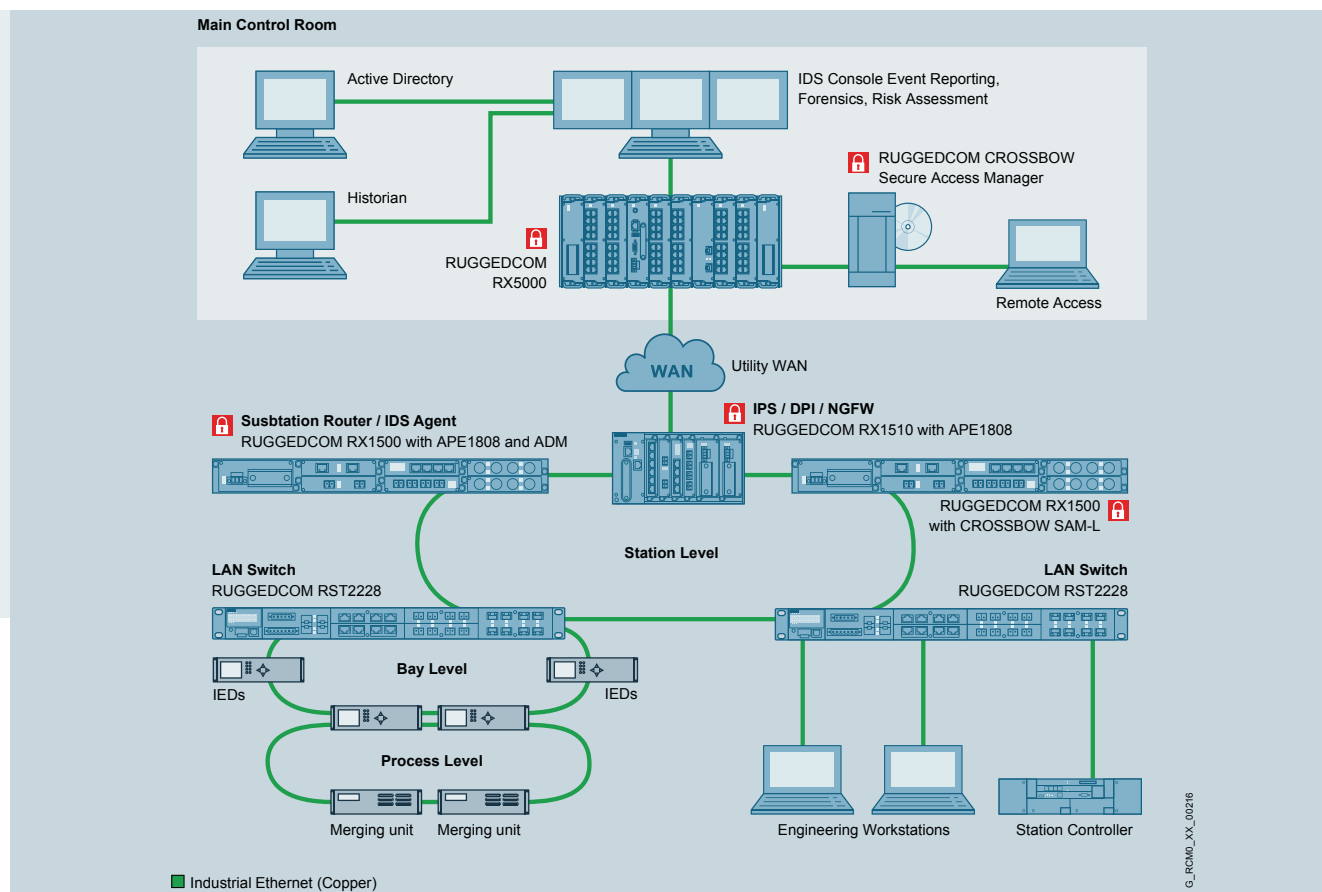 Main Control Room
Active Directory
IDS Console Event Reporting,
Forensics, Risk Assessment
RUGGEDCOM CROSSBOW
Secure Access Manager
Historian
RUGGEDCOM
RX5000
Remote Access
WAN
Utility WAN
Susbtation Router / IDS Agent
RUGGEDCOM RX1500 with APE1808 and ADM
IPS / DPI / NGFW
RUGGEDCOM RX1510 with APE1808
RUGGEDCOM RX1500
with CROSSBOW SAM-L
Station Level
LAN Switch
RUGGEDCOM RST2228
LAN Switch
RUGGEDCOM RST2228
Bay Level
IEDs
IEDs
Process Level
Merging unit
Merging unit
Engineering Workstations
Station Controller
G_RCM0_XX_00216
Industrial Ethernet (Copper)